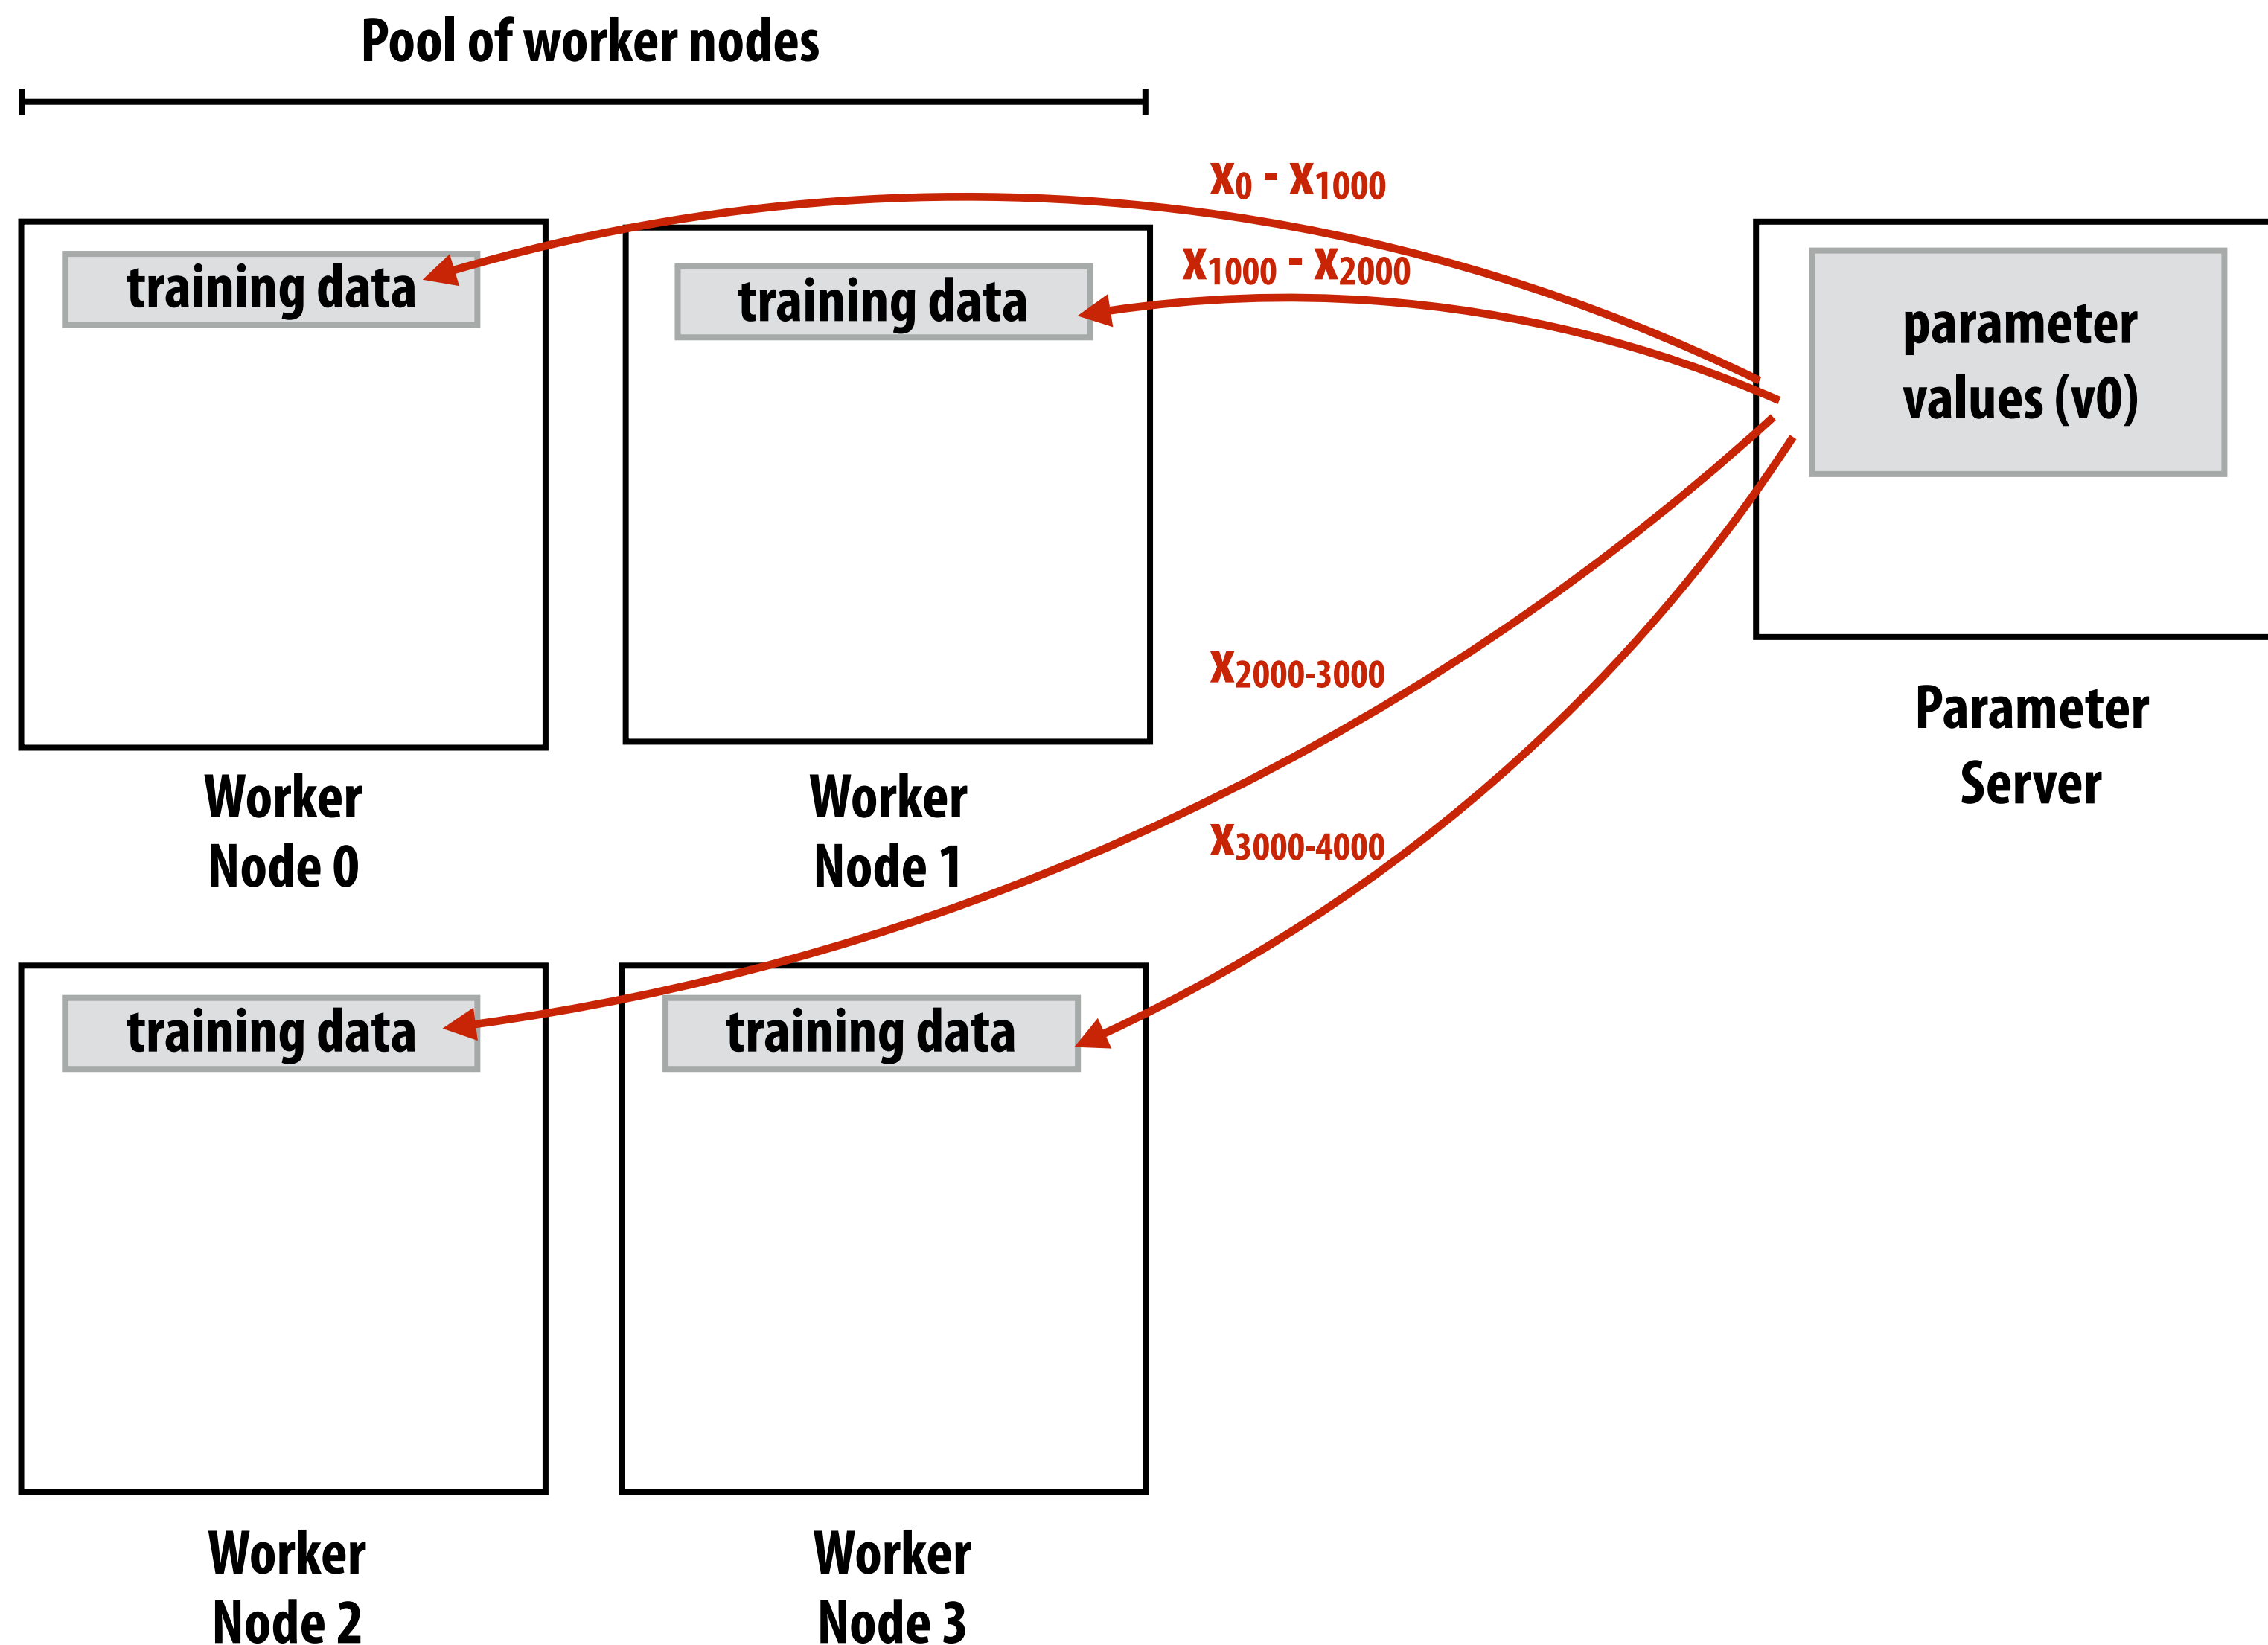 Pool of worker nodes
x0 - x1000
x1000 - x2000
training data
training data
parameter
values (v0)
x2000-3000
Parameter
Server
Worker
Node 0
Worker
Node 1
x3000-4000
training data
training data
Worker
Node 2
Worker
Node 3